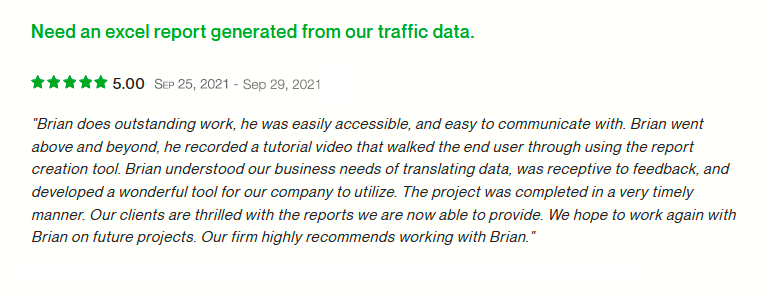 Need an excel report generated from our traffic data.
5.00 Sep 25, 2021 - Sep 29, 2021
"Brian does outstanding work, he was easily accessible, and easy to communicate with. Brian went
above and beyond, he recorded a tutorial video that walked the end user through using the report
creation tool. Brian understood our business needs of translating data, was receptive to feedback, and
developed a wonderful tool for our company to utilize. The project was completed in a very timely
manner. Our clients are thrilled with the reports we are now able to provide. We hope to work again with
Brian on future projects. Our firm highly recommends working with Brian."